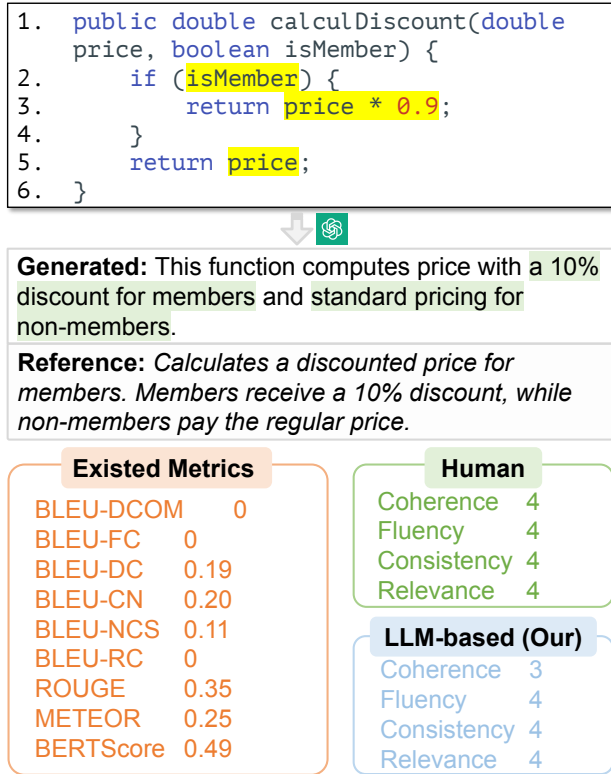 1. public double calculDiscount(double
price, boolean isMember) {
2. if (isMember) {
3. return price * 0.9;
4. }
5. return price;
6. }
Generated: This function computes price with a 10%
discount for members and standard pricing for
non-members.
Reference: Calculates a discounted price for
members. Members receive a 10% discount, while
non-members pay the regular price.
Existed Metrics
BLEU-DCOM 0
BLEU-FC 0
BLEU-DC 0.19
BLEU-CN 0.20
BLEU-NCS 0.11
BLEU-RC 0
ROUGE 0.35
METEOR 0.25
BERTScore 0.49
Human
Coherence 4
Fluency 4
Consistency 4
Relevance 4
LLM-based (Our)
Coherence 3
Fluency 4
Consistency 4
Relevance 4